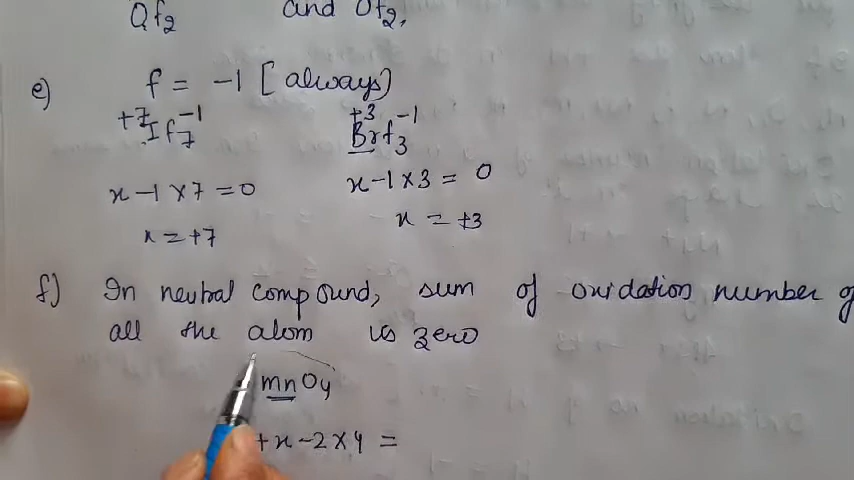 Of2 and Of2,
e) f = -1 [always)
+7 -1 +3 -1
If7 Brf3
x - 1 × 7 = 0 x - 1 × 3 = 0
x = +7 x = +3
f) In neutral compound, sum of oxidation number of
all the atom is zero
mnO4
+ x - 2 × 4 =